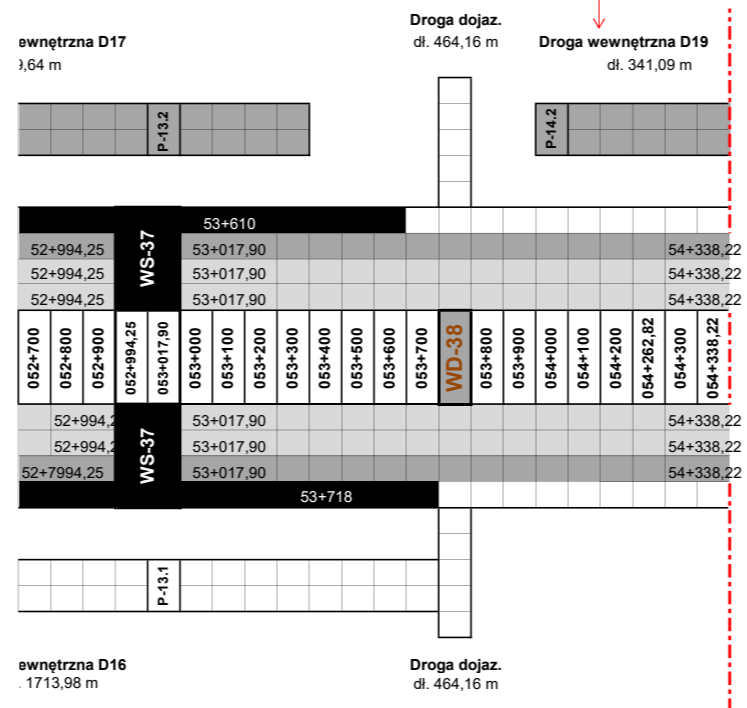 Droga dojaz.
dł. 464,16 m
ewnętrzna D17
9,64 m
Droga wewnętrzna D19
dł. 341,09 m
P-13.2
P-14.2
53+610
WS-37
52+994,25
53+017,90
54+338,22
52+994,25
53+017,90
54+338,22
52+994,25
53+017,90
54+338,22
052+700
052+800
052+900
052+994,25
053+017,90
053+000
053+100
053+200
053+300
053+400
053+500
053+600
053+700
WD-38
053+800
053+900
054+000
054+100
054+200
054+262,82
054+300
054+338,22
WS-37
52+994,2
53+017,90
54+338,22
52+994,2
53+017,90
54+338,22
52+7994,25
53+017,90
54+338,22
53+718
P-13.1
ewnętrzna D16
. 1713,98 m
Droga dojaz.
dł. 464,16 m